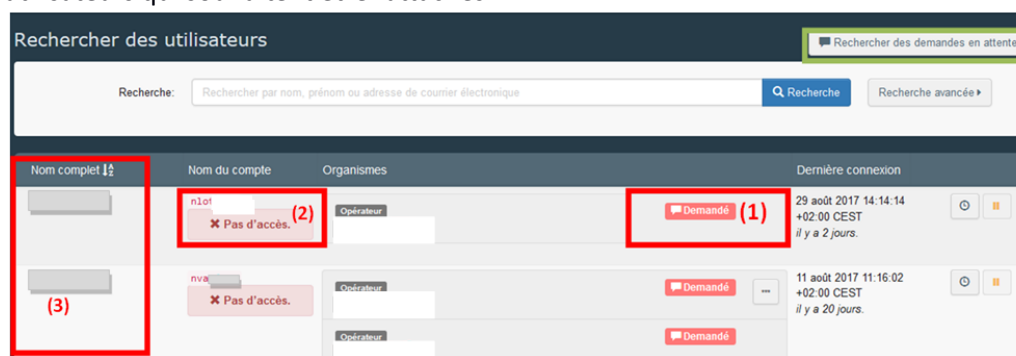 Rechercher des utilisateurs
Rechercher des demandes en attente
Recherche:
Rechercher par nom, prénom ou adresse de courrier électronique
Recherche
Recherche avancée
Nom complet
Nom du compte
Organismes
Dernière connexion
nlot
(2)
Pas d'accès.
Opérateur
Demandé
(1)
29 août 2017 14:14:14
+02:00 CEST
il y a 2 jours.
(3)
nva
Pas d'accès.
Opérateur
Demandé
11 août 2017 11:16:02
+02:00 CEST
il y a 20 jours.
Opérateur
Demandé